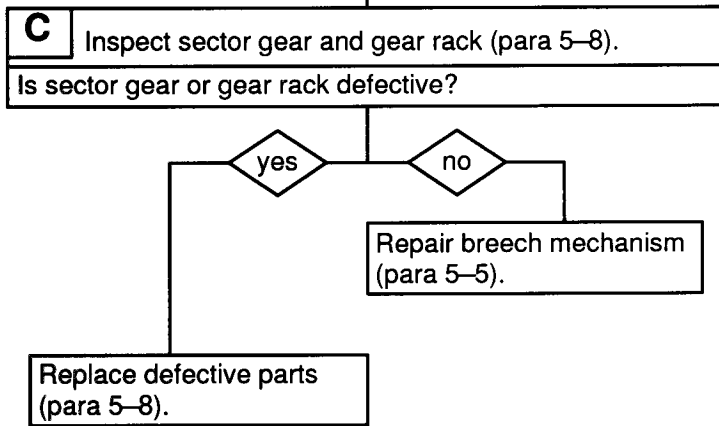 C
Inspect sector gear and gear rack (para 5–8).
Is sector gear or gear rack defective?
yes
no
Repair breech mechanism
(para 5–5).
Replace defective parts
(para 5–8).